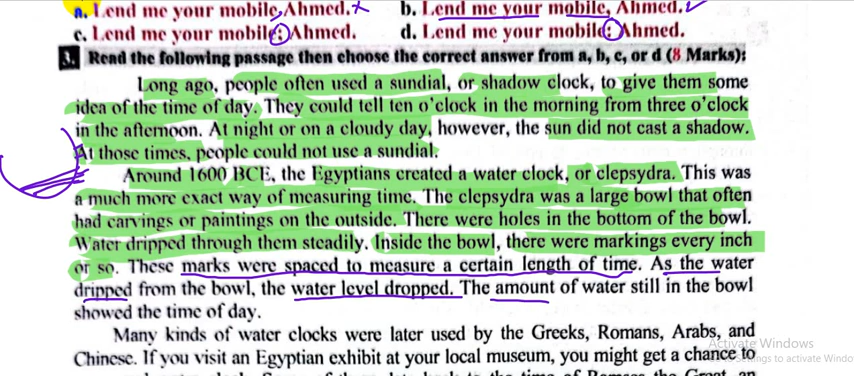 a. Lend me your mobile, Ahmed. x b. Lend me your mobile, Ahmed. ✓
c. Lend me your mobile: Ahmed. d. Lend me your mobile: Ahmed.
3. Read the following passage then choose the correct answer from a, b, c, or d (8 Marks):
Long ago, people often used a sundial, or shadow clock, to give them some
idea of the time of day. They could tell ten o'clock in the morning from three o'clock
in the afternoon. At night or on a cloudy day, however, the sun did not cast a shadow.
At those times, people could not use a sundial.
Around 1600 BCE, the Egyptians created a water clock, or clepsydra. This was
a much more exact way of measuring time. The clepsydra was a large bowl that often
had carvings or paintings on the outside. There were holes in the bottom of the bowl.
Water dripped through them steadily. Inside the bowl, there were markings every inch
or so. These marks were spaced to measure a certain length of time. As the water
dripped from the bowl, the water level dropped. The amount of water still in the bowl
showed the time of day.
Many kinds of water clocks were later used by the Greeks, Romans, Arabs, and
Chinese. If you visit an Egyptian exhibit at your local museum, you might get a chance to
Activate Windows
Settings to activate Windo